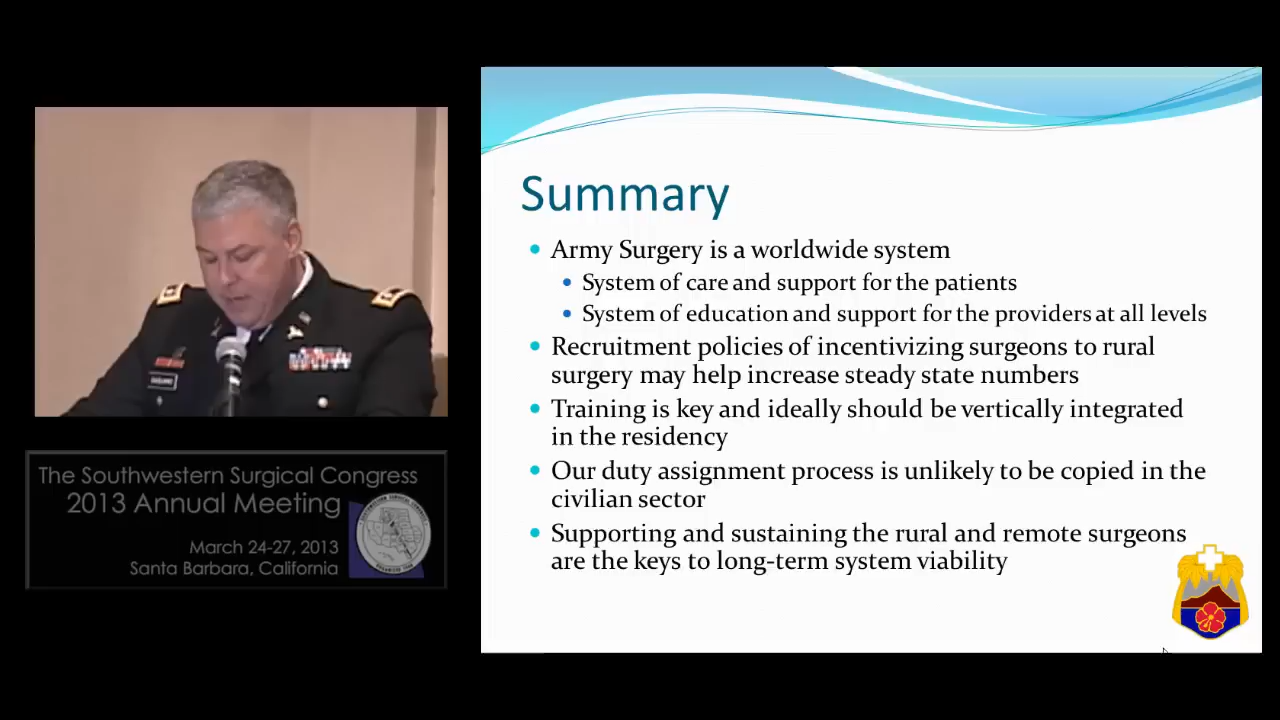 The Southwestern Surgical Congress
2013 Annual Meeting
March 24-27, 2013
Santa Barbara, California
Summary
Army Surgery is a worldwide system
System of care and support for the patients
System of education and support for the providers at all levels
Recruitment policies of incentivizing surgeons to rural
surgery may help increase steady state numbers
Training is key and ideally should be vertically integrated
in the residency
Our duty assignment process is unlikely to be copied in the
civilian sector
Supporting and sustaining the rural and remote surgeons
are the keys to long-term system viability